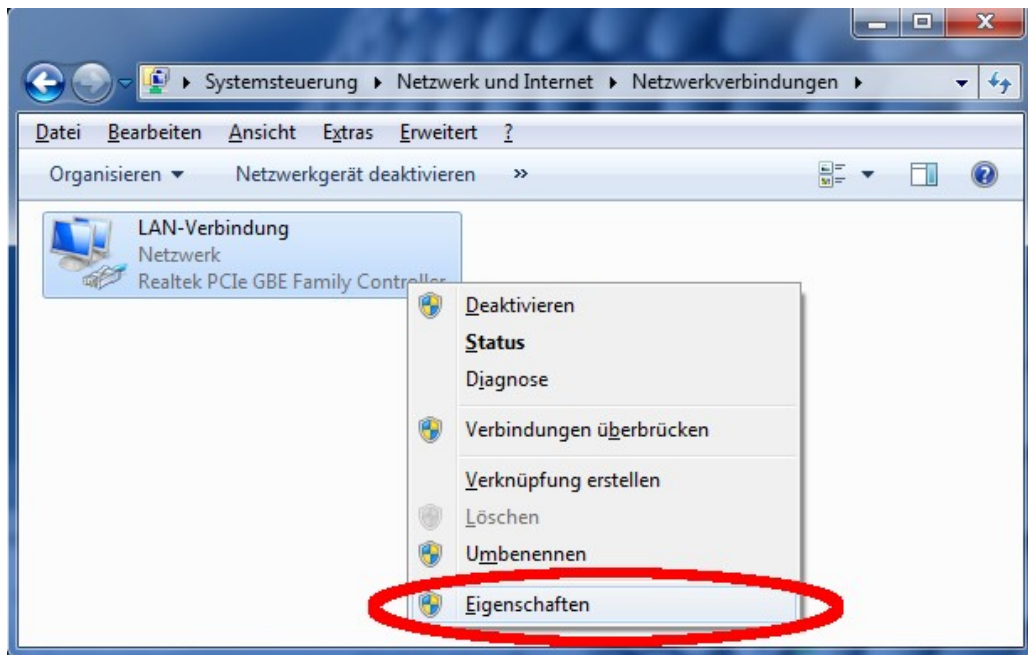 Systemsteuerung Netzwerk und Internet Netzwerkverbindungen
Datei Bearbeiten Ansicht Extras Erweitert ?
Organisieren Netzwerkgerät deaktivieren »
LAN-Verbindung
Netzwerk
Realtek PCIe GBE Family Controller
Deaktivieren
Status
Diagnose
Verbindungen überbrücken
Verknüpfung erstellen
Löschen
Umbenennen
Eigenschaften